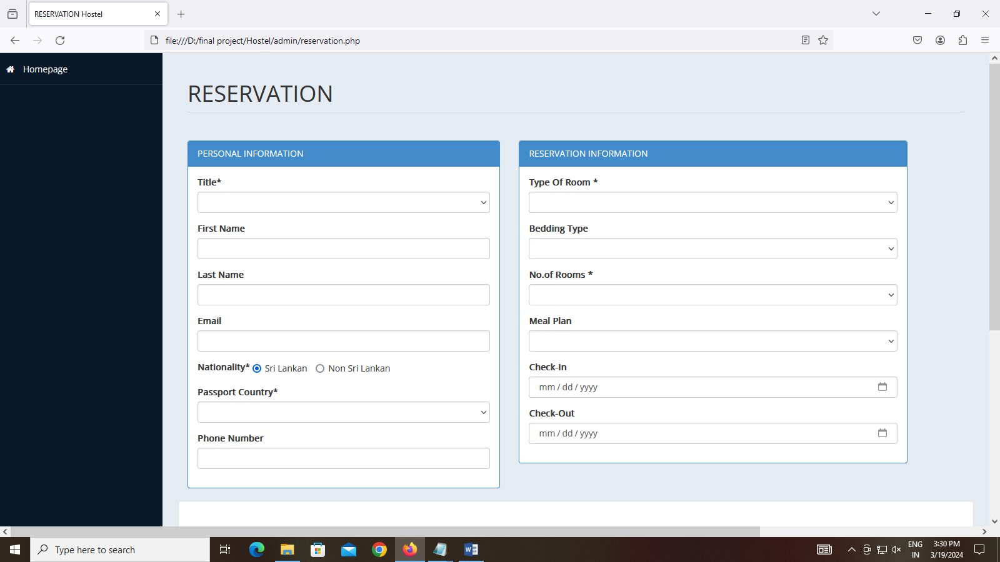 RESERVATION Hostel
file:///D:/final project/Hostel/admin/reservation.php
Homepage
RESERVATION
PERSONAL INFORMATION
Title*
First Name
Last Name
Email
Nationality* Sri Lankan Non Sri Lankan
Passport Country*
Phone Number
RESERVATION INFORMATION
Type Of Room *
Bedding Type
No.of Rooms *
Meal Plan
Check-In
mm / dd / yyyy
Check-Out
mm / dd / yyyy
Type here to search
ENG
IN
3:30 PM
3/19/2024